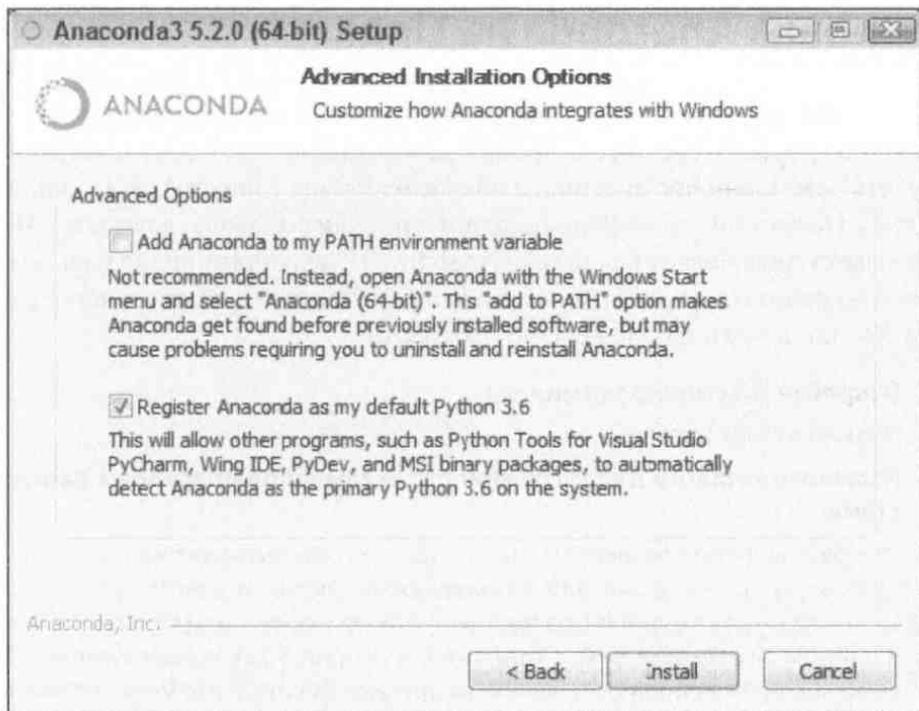 Anaconda3 5.2.0 (64-bit) Setup
ANACONDA
Advanced Installation Options
Customize how Anaconda integrates with Windows
Advanced Options
Add Anaconda to my PATH environment variable
Not recommended. Instead, open Anaconda with the Windows Start
menu and select "Anaconda (64-bit)". This "add to PATH" option makes
Anaconda get found before previously installed software, but may
cause problems requiring you to uninstall and reinstall Anaconda.
Register Anaconda as my default Python 3.6
This will allow other programs, such as Python Tools for Visual Studio
PyCharm, Wing IDE, PyDev, and MSI binary packages, to automatically
detect Anaconda as the primary Python 3.6 on the system.
Anaconda, Inc.
< Back
Install
Cancel